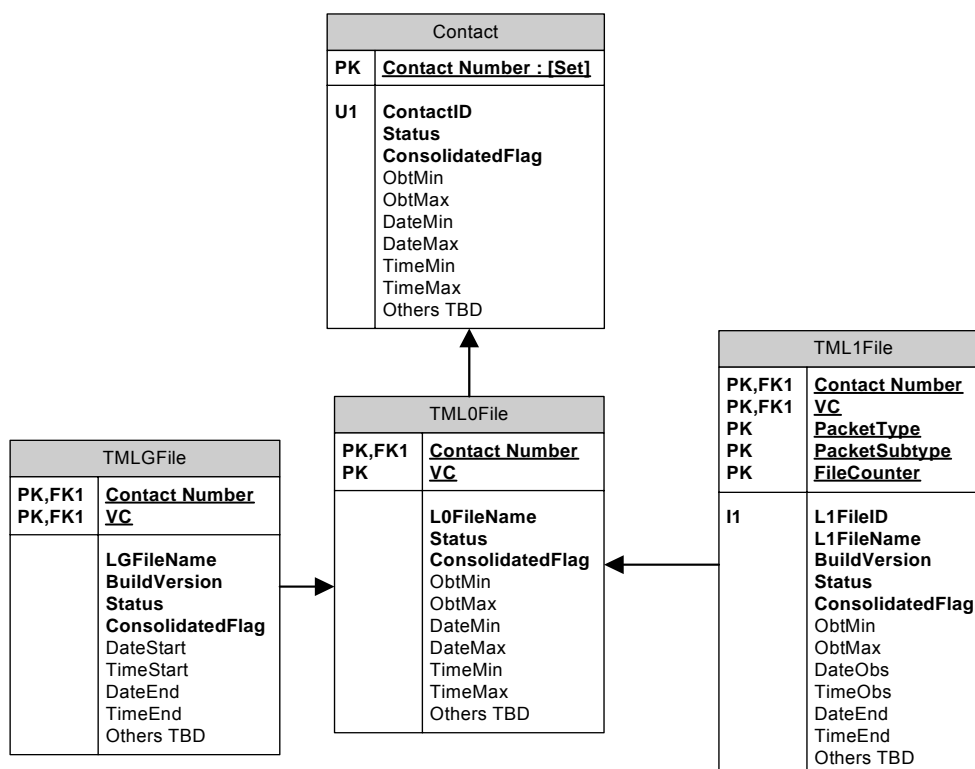 Contact
PK Contact Number : [Set]
U1 ContactID
Status
ConsolidatedFlag
ObtMin
ObtMax
DateMin
DateMax
TimeMin
TimeMax
Others TBD
TMLGFile
PK,FK1 Contact Number
PK,FK1 VC
LGFileName
BuildVersion
Status
ConsolidatedFlag
DateStart
TimeStart
DateEnd
TimeEnd
Others TBD
TML0File
PK,FK1 Contact Number
PK VC
L0FileName
Status
ConsolidatedFlag
ObtMin
ObtMax
DateMin
DateMax
TimeMin
TimeMax
Others TBD
TML1File
PK,FK1 Contact Number
PK,FK1 VC
PK PacketType
PK PacketSubtype
PK FileCounter
I1 L1FileID
L1FileName
BuildVersion
Status
ConsolidatedFlag
ObtMin
ObtMax
DateObs
TimeObs
DateEnd
TimeEnd
Others TBD